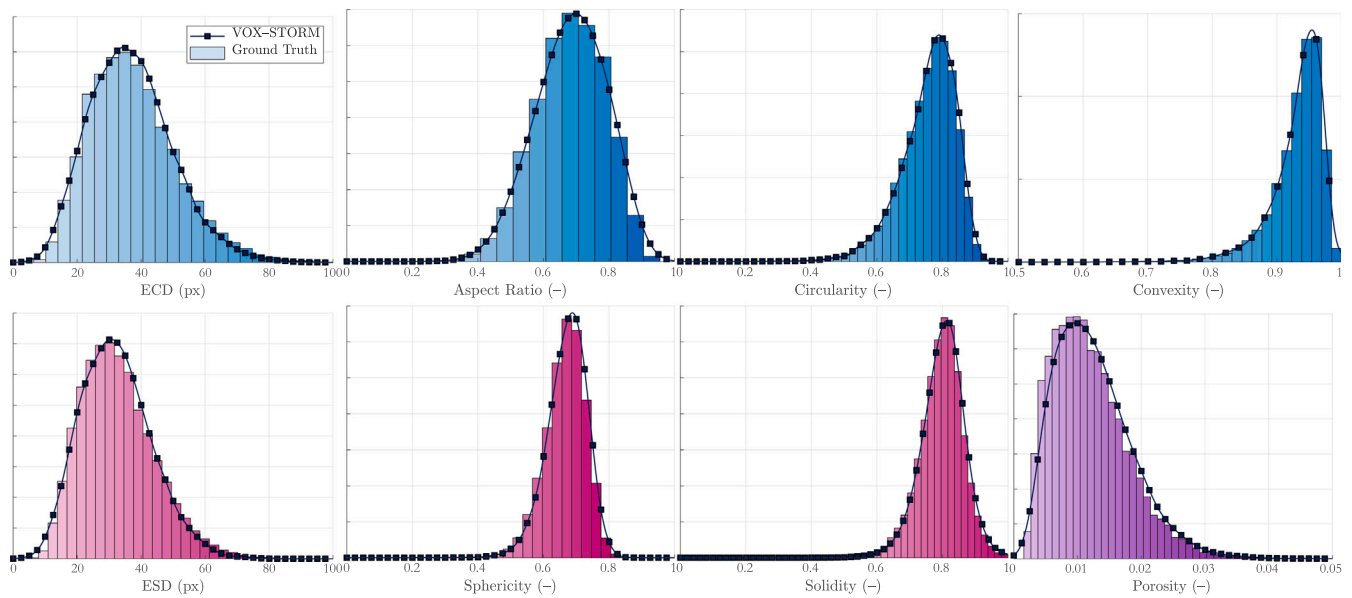 VOX–STORM
Ground Truth
0 20 40 60 80 100
ECD (px)
0 0.2 0.4 0.6 0.8 1
Aspect Ratio (–)
0 0.2 0.4 0.6 0.8 1
Circularity (–)
0.5 0.6 0.7 0.8 0.9 1
Convexity (–)
0 20 40 60 80 100
ESD (px)
0 0.2 0.4 0.6 0.8 1
Sphericity (–)
0 0.2 0.4 0.6 0.8 1
Solidity (–)
0 0.01 0.02 0.03 0.04 0.05
Porosity (–)